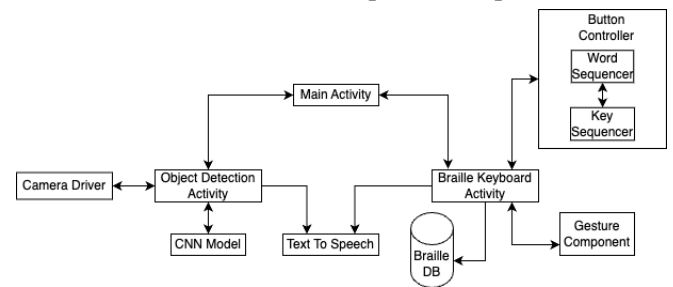 Button
Controller
Word
Sequencer
Key
Sequencer
Main Activity
Camera Driver
Object Detection
Activity
Braille Keyboard
Activity
CNN Model
Text To Speech
Braille
DB
Gesture
Component